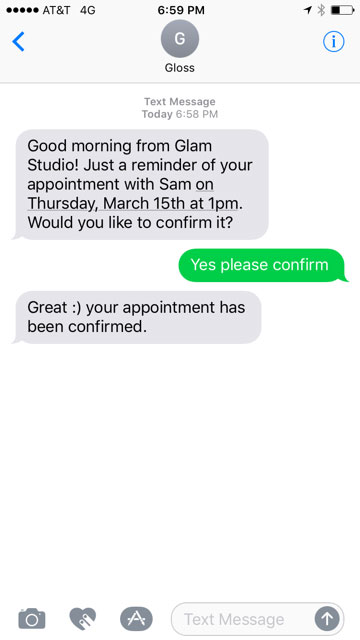 AT&T 4G 6:59 PM
G
Gloss
Text Message
Today 6:58 PM
Good morning from Glam
Studio! Just a reminder of your
appointment with Sam on
Thursday, March 15th at 1pm.
Would you like to confirm it?
Yes please confirm
Great :) your appointment has
been confirmed.
Text Message